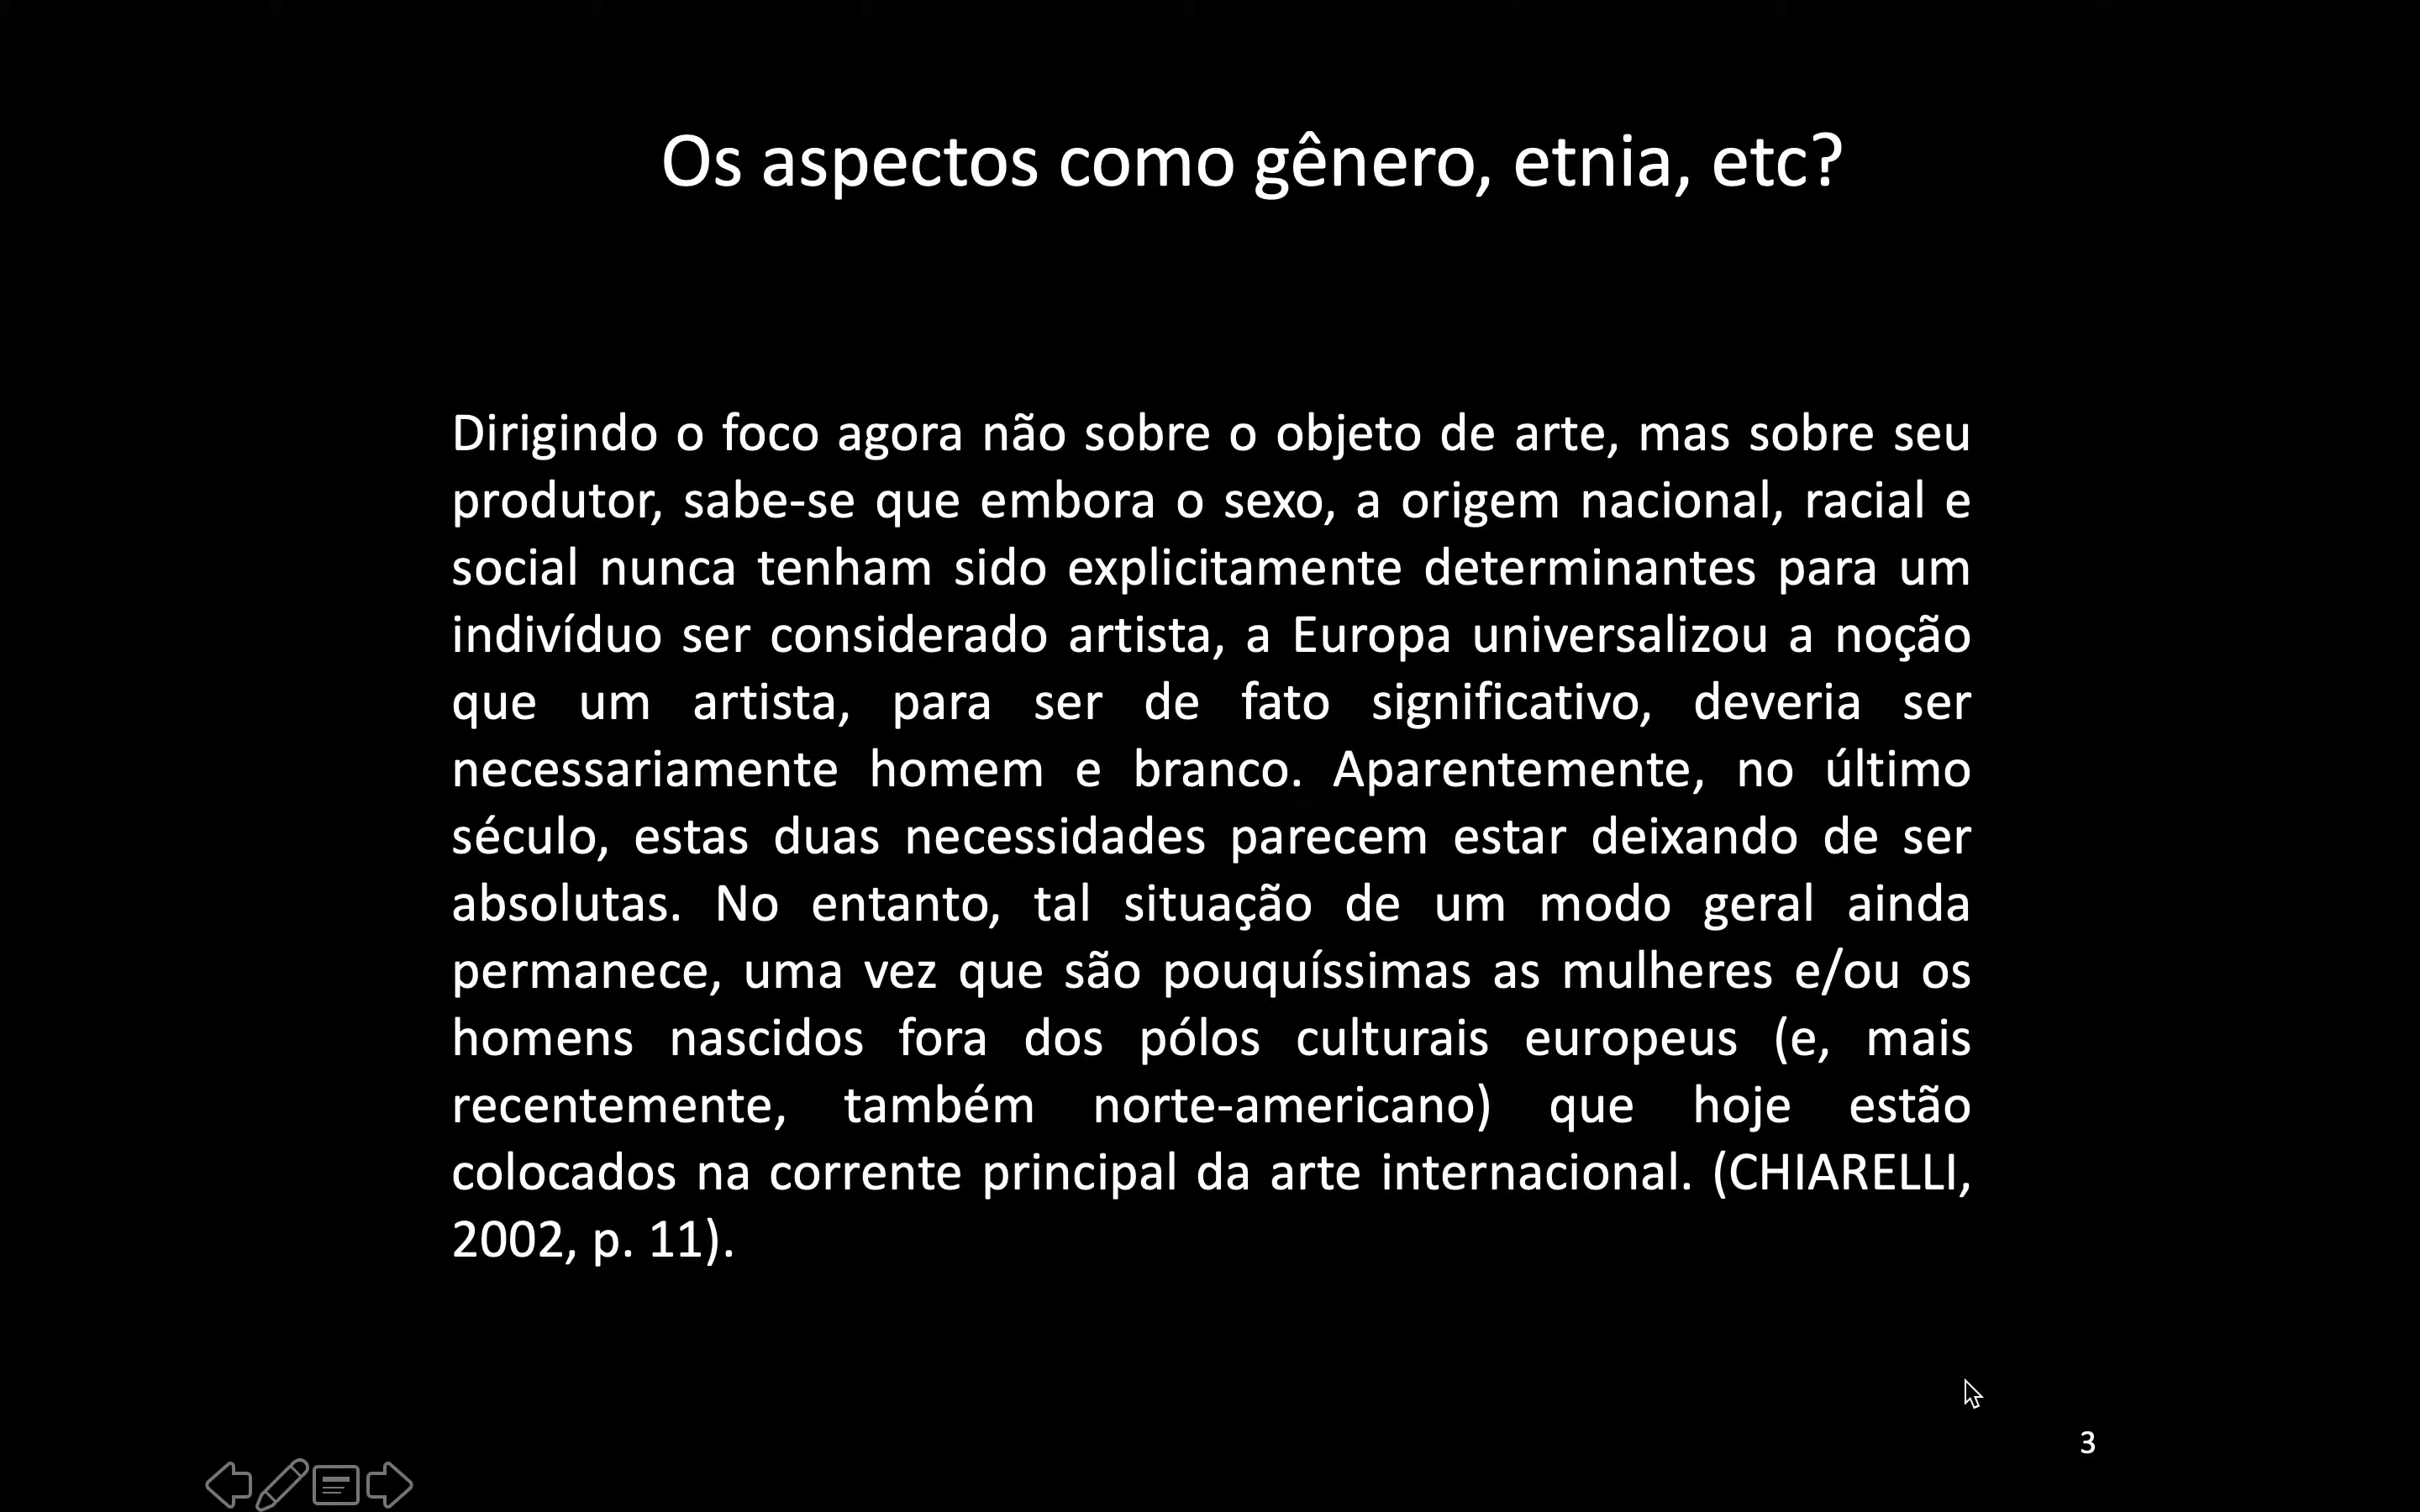 Os aspectos como gênero, etnia, etc?
Dirigindo o foco agora não sobre o objeto de arte, mas sobre seu
produtor, sabe-se que embora o sexo, a origem nacional, racial e
social nunca tenham sido explicitamente determinantes para um
indivíduo ser considerado artista, a Europa universalizou a noção
que um artista, para ser de fato significativo, deveria ser
necessariamente homem e branco. Aparentemente, no último
século, estas duas necessidades parecem estar deixando de ser
absolutas. No entanto, tal situação de um modo geral ainda
permanece, uma vez que são pouquíssimas as mulheres e/ou os
homens nascidos fora dos pólos culturais europeus (e, mais
recentemente, também norte-americano) que hoje estão
colocados na corrente principal da arte internacional. (CHIARELLI,
2002, p. 11).
3